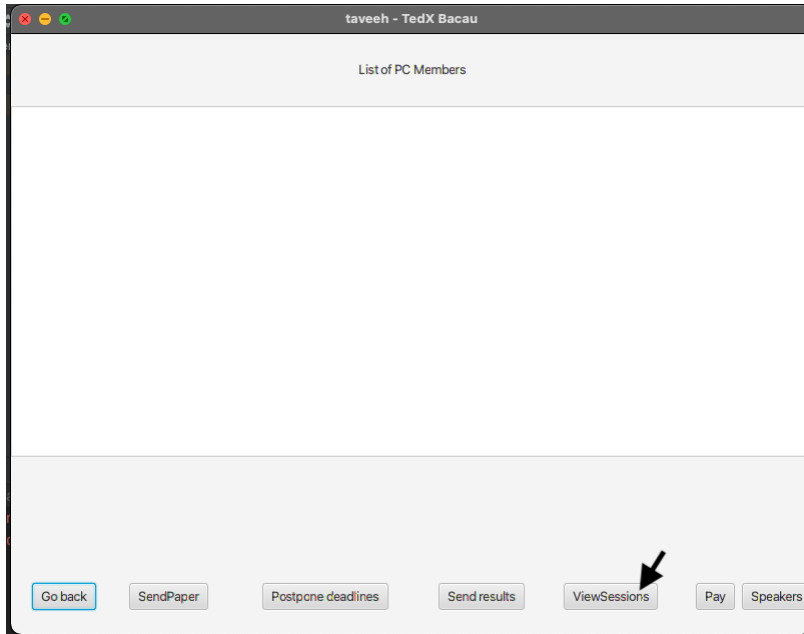 taveeh - TedX Bacau
List of PC Members
Go back SendPaper Postpone deadlines Send results ViewSessions Pay Speakers